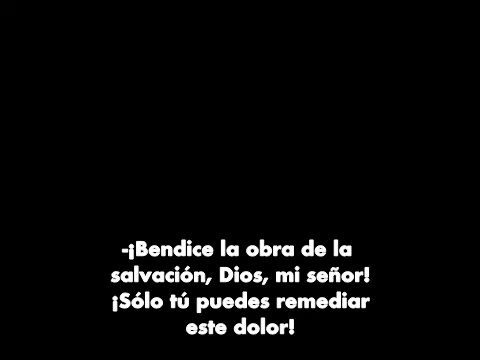 -¡Bendice la obra de la
salvación, Dios, mi señor!
¡Sólo tú puedes remediar
este dolor!